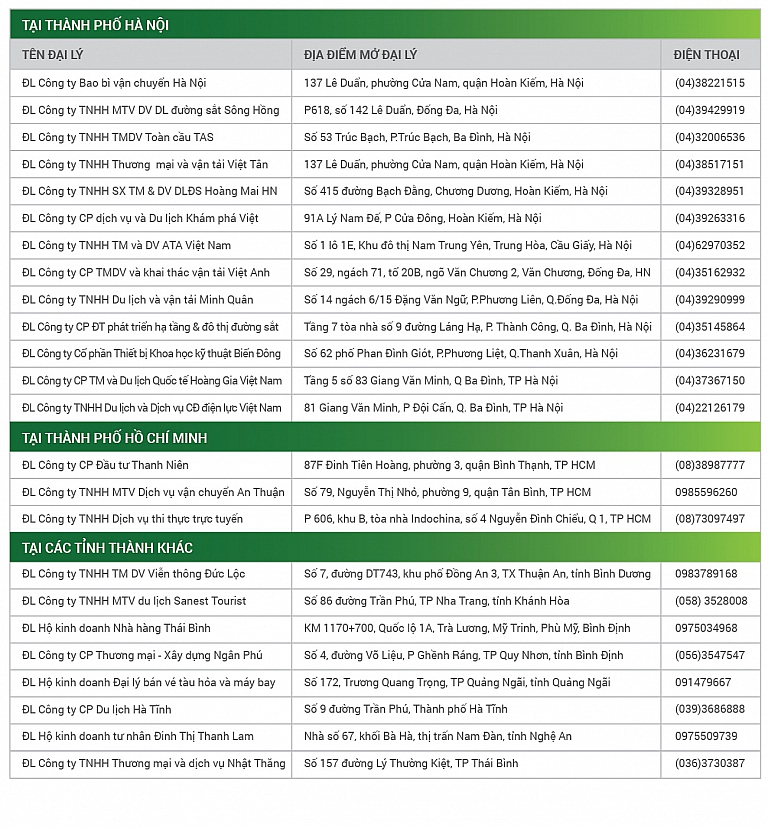 TẠI THÀNH PHỐ HÀ NỘI
TÊN ĐẠI LÝ ĐỊA ĐIỂM MỞ ĐẠI LÝ ĐIỆN THOẠI
ĐL Công ty Bao bì vận chuyển Hà Nội 137 Lê Duẩn, phường Cửa Nam, quận Hoàn Kiếm, Hà Nội (04)38221515
ĐL Công ty TNHH MTV DV DL đường sắt Sông Hồng P618, số 142 Lê Duẩn, Đống Đa, Hà Nội (04)39429919
ĐL Công ty TNHH TMDV Toàn cầu TAS Số 53 Trúc Bạch, P.Trúc Bạch, Ba Đình, Hà Nội (04)32006536
ĐL Công ty TNHH Thương mại và vận tải Việt Tân 137 Lê Duẩn, phường Cửa Nam, quận Hoàn Kiếm, Hà Nội (04)38517151
ĐL Công ty TNHH SX TM & DV DLĐS Hoàng Mai HN Số 415 đường Bạch Đằng, Chương Dương, Hoàn Kiếm, Hà Nội (04)39328951
ĐL Công ty CP dịch vụ và Du lịch Khám phá Việt 91A Lý Nam Đế, P Cửa Đông, Hoàn Kiếm, Hà Nội (04)39263316
ĐL Công ty TNHH TM và DV ATA Việt Nam Số 1 lô 1E, Khu đô thị Nam Trung Yên, Trung Hòa, Cầu Giấy, Hà Nội (04)62970352
ĐL Công ty CP TMDV và khai thác vận tải Việt Anh Số 29, ngách 71, tổ 20B, ngõ Văn Chương 2, Văn Chương, Đống Đa, HN (04)35162932
ĐL Công ty TNHH Du lịch và vận tải Minh Quân Số 14 ngách 6/15 Đặng Văn Ngữ, P.Phương Liên, Q.Đống Đa, Hà Nội (04)39290999
ĐL Công ty CP ĐT phát triển hạ tầng & đô thị đường sắt Tầng 7 tòa nhà số 9 đường Láng Hạ, P. Thành Công, Q. Ba Đình, Hà Nội (04)35145864
ĐL Công ty Cổ phần Thiết bị Khoa học kỹ thuật Biển Đông Số 62 phố Phan Đình Giót, P.Phương Liệt, Q.Thanh Xuân, Hà Nội (04)36231679
ĐL Công ty CP TM và Du lịch Quốc tế Hoàng Gia Việt Nam Tầng 5 số 83 Giang Văn Minh, Q Ba Đình, TP Hà Nội (04)37367150
ĐL Công ty TNHH Du lịch và Dịch vụ CĐ điện lực Việt Nam 81 Giang Văn Minh, P Đội Cấn, Q. Ba Đình, TP Hà Nội (04)22126179
TẠI THÀNH PHỐ HỒ CHÍ MINH
ĐL Công ty CP Đầu tư Thanh Niên 87F Đinh Tiên Hoàng, phường 3, quận Bình Thạnh, TP HCM (08)38987777
ĐL Công ty TNHH MTV Dịch vụ vận chuyển An Thuận Số 79, Nguyễn Thị Nhỏ, phường 9, quận Tân Bình, TP HCM 0985596260
ĐL Công ty TNHH Dịch vụ thi thực trực tuyến P 606, khu B, tòa nhà Indochina, số 4 Nguyễn Đình Chiểu, Q 1, TP HCM (08)73097497
TẠI CÁC TỈNH THÀNH KHÁC
ĐL Công ty TNHH TM DV Viễn thông Đức Lộc Số 7, đường DT743, khu phố Đồng An 3, TX Thuận An, tỉnh Bình Dương 0983789168
ĐL Công ty TNHH MTV du lịch Sanest Tourist Số 86 đường Trần Phú, TP Nha Trang, tỉnh Khánh Hòa (058) 3528008
ĐL Hộ kinh doanh Nhà hàng Thái Bình KM 1170+700, Quốc lộ 1A, Trà Lương, Mỹ Trinh, Phù Mỹ, Bình Định 0975034968
ĐL Công ty CP Thương mại - Xây dựng Ngân Phú Số 4, đường Võ Liệu, P Ghềnh Ráng, TP Quy Nhơn, tỉnh Bình Định (056)3547547
ĐL Hộ kinh doanh Đại lý bán vé tàu hỏa và máy bay Số 172, Trương Quang Trọng, TP Quảng Ngãi, tỉnh Quảng Ngãi 091479667
ĐL Công ty CP Du lịch Hà Tĩnh Số 9 đường Trần Phú, Thành phố Hà Tĩnh (039)3686888
ĐL Hộ kinh doanh tư nhân Đinh Thị Thanh Lam Nhà số 67, khối Bà Hà, thị trấn Nam Đàn, tỉnh Nghệ An 0975509739
ĐL Công ty TNHH Thương mại và dịch vụ Nhật Thăng Số 157 đường Lý Thường Kiệt, TP Thái Bình (036)3730387